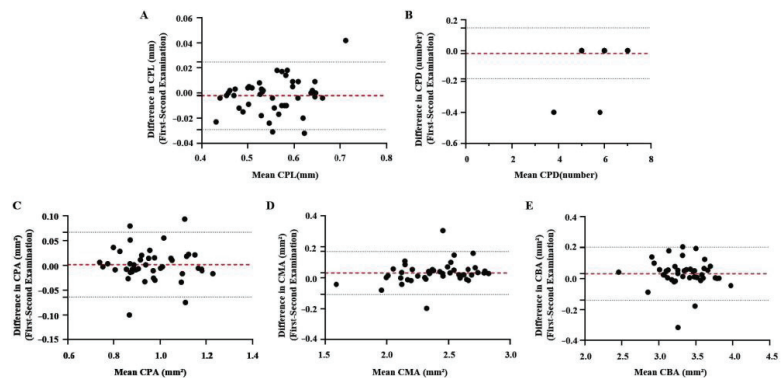 A
Difference in CPL (mm)
(First-Second Examination)
0.06
0.04
0.02
0.00
−0.02
−0.04
0.4 0.5 0.6 0.7 0.8
Mean CPL(mm)
B
Difference in CPD (number)
(First-Second Examination)
0.2
0.0
−0.2
−0.4
−0.6
0 2 4 6 8
Mean CPD(number)
C
Difference in CPA (mm²)
(First-Second Examination)
0.10
0.05
0.00
−0.05
−0.10
−0.15
0.6 0.8 1.0 1.2 1.4
Mean CPA (mm²)
D
Difference in CMA (mm²)
(First-Second Examination)
0.4
0.2
0.0
−0.2
−0.4
1.5 2.0 2.5 3.0
Mean CMA (mm²)
E
Difference in CBA (mm²)
(First-Second Examination)
0.4
0.2
0.0
−0.2
−0.4
2.0 2.5 3.0 3.5 4.0 4.5
Mean CBA (mm²)